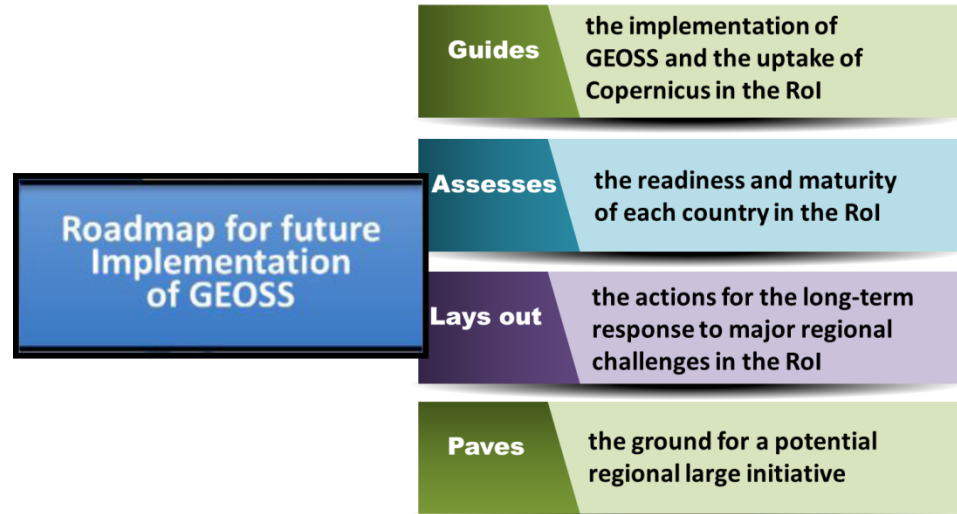 Roadmap for future
Implementation
of GEOSS
Guides
the implementation of
GEOSS and the uptake of
Copernicus in the RoI
Assesses
the readiness and maturity
of each country in the RoI
Lays out
the actions for the long-term
response to major regional
challenges in the RoI
Paves
the ground for a potential
regional large initiative